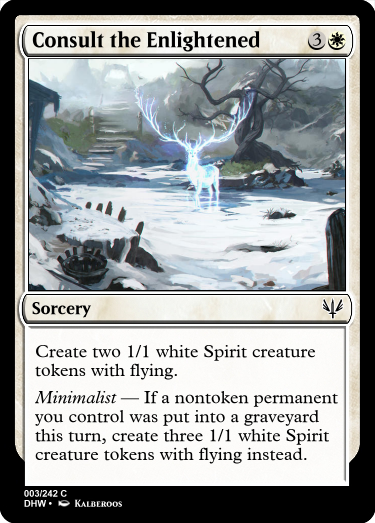 Consult the Enlightened 3
Sorcery
Create two 1/1 white Spirit creature
tokens with flying.
Minimalist — If a nontoken permanent
you control was put into a graveyard
this turn, create three 1/1 white Spirit
creature tokens with flying instead.
003/242 C
DHW • Kalberoos